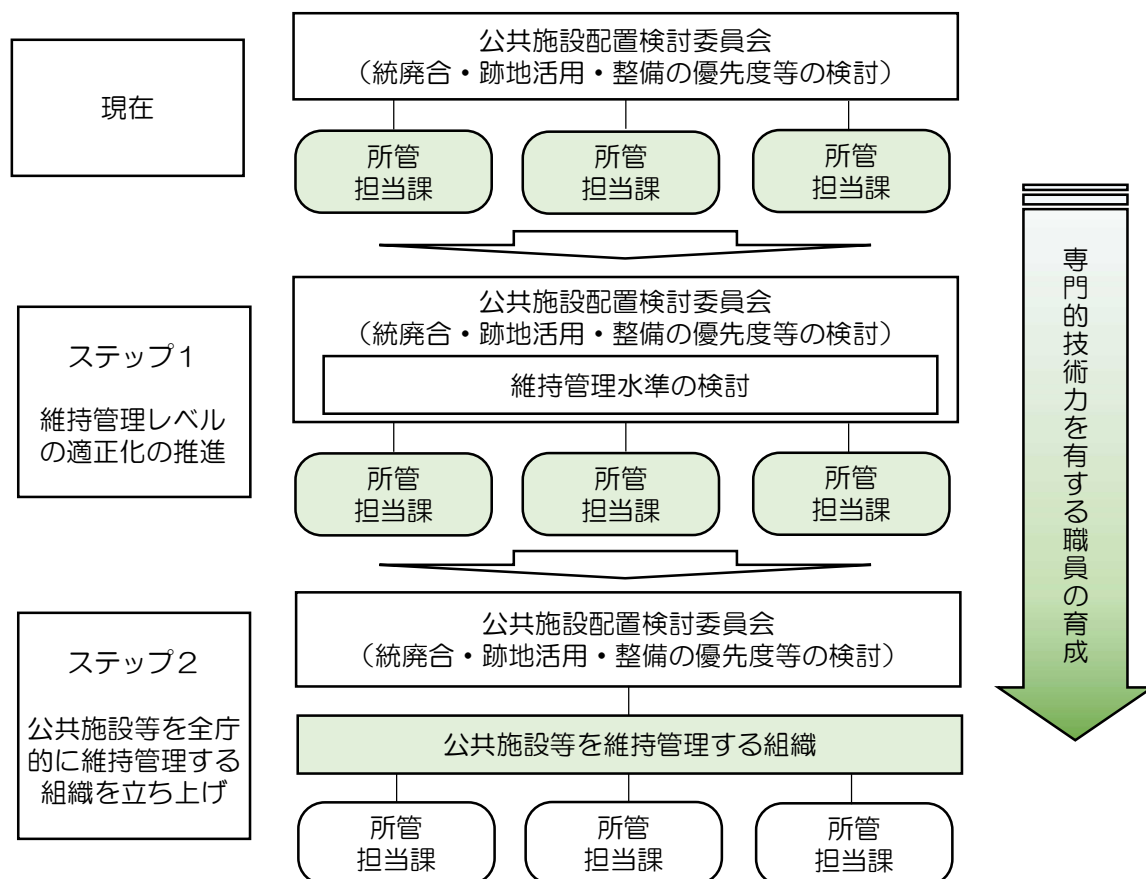 現在
公共施設配置検討委員会
（統廃合・跡地活用・整備の優先度等の検討）
所管
担当課
所管
担当課
所管
担当課
ステップ１
維持管理レベル
の適正化の推進
公共施設配置検討委員会
（統廃合・跡地活用・整備の優先度等の検討）
維持管理水準の検討
所管
担当課
所管
担当課
所管
担当課
ステップ２
公共施設等を全庁
的に維持管理する
組織を立ち上げ
公共施設配置検討委員会
（統廃合・跡地活用・整備の優先度等の検討）
公共施設等を維持管理する組織
所管
担当課
所管
担当課
所管
担当課
専門的技術力を有する職員の育成